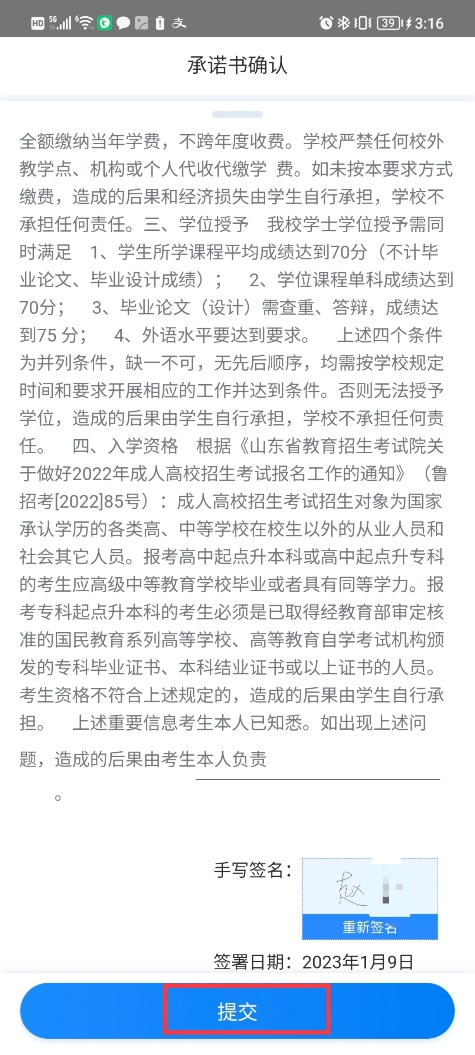 HD 5G 6 支 39 3:16
承诺书确认
全额缴纳当年学费，不跨年度收费。学校严禁任何校外
教学点、机构或个人代收代缴学 费。如未按本要求方式
缴费，造成的后果和经济损失由学生自行承担，学校不
承担任何责任。三、学位授予　我校学士学位授予需同
时满足　1、学生所学课程平均成绩达到70分（不计毕
业论文、毕业设计成绩）；　2、学位课程单科成绩达到
70分；　3、毕业论文（设计）需查重、答辩，成绩达
到75 分；　4、外语水平要达到要求。　上述四个条件
为并列条件，缺一不可，无先后顺序，均需按学校规定
时间和要求开展相应的工作并达到条件。否则无法授予
学位，造成的后果由学生自行承担，学校不承担任何责
任。　四、入学资格　根据《山东省教育招生考试院关
于做好2022年成人高校招生考试报名工作的通知》（鲁
招考[2022]85号）：成人高校招生考试招生对象为国家
承认学历的各类高、中等学校在校生以外的从业人员和
社会其它人员。报考高中起点升本科或高中起点升专科
的考生应高级中等教育学校毕业或者具有同等学力。报
考专科起点升本科的考生必须是已取得经教育部审定核
准的国民教育系列高等学校、高等教育自学考试机构颁
发的专科毕业证书、本科结业证书或以上证书的人员。
考生资格不符合上述规定的，造成的后果由学生自行承
担。　上述重要信息考生本人已知悉。如出现上述问
题，造成的后果由考生本人负责
。
手写签名：
赵
重新签名
签署日期：2023年1月9日
提交